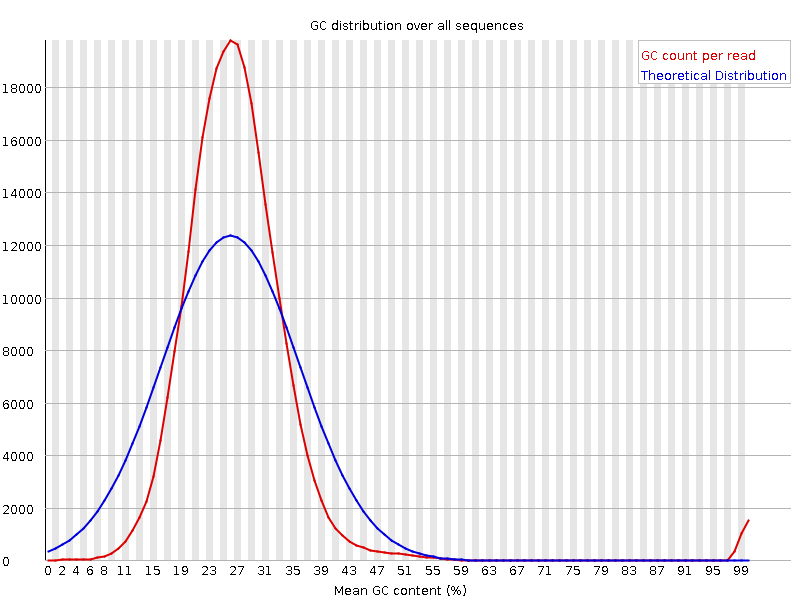 GC distribution over all sequences
GC count per read
Theoretical Distribution
18000
16000
14000
12000
10000
8000
6000
4000
2000
0
0 2 4 6 8 11 15 19 23 27 31 35 39 43 47 51 55 59 63 67 71 75 79 83 87 91 95 99
Mean GC content (%)